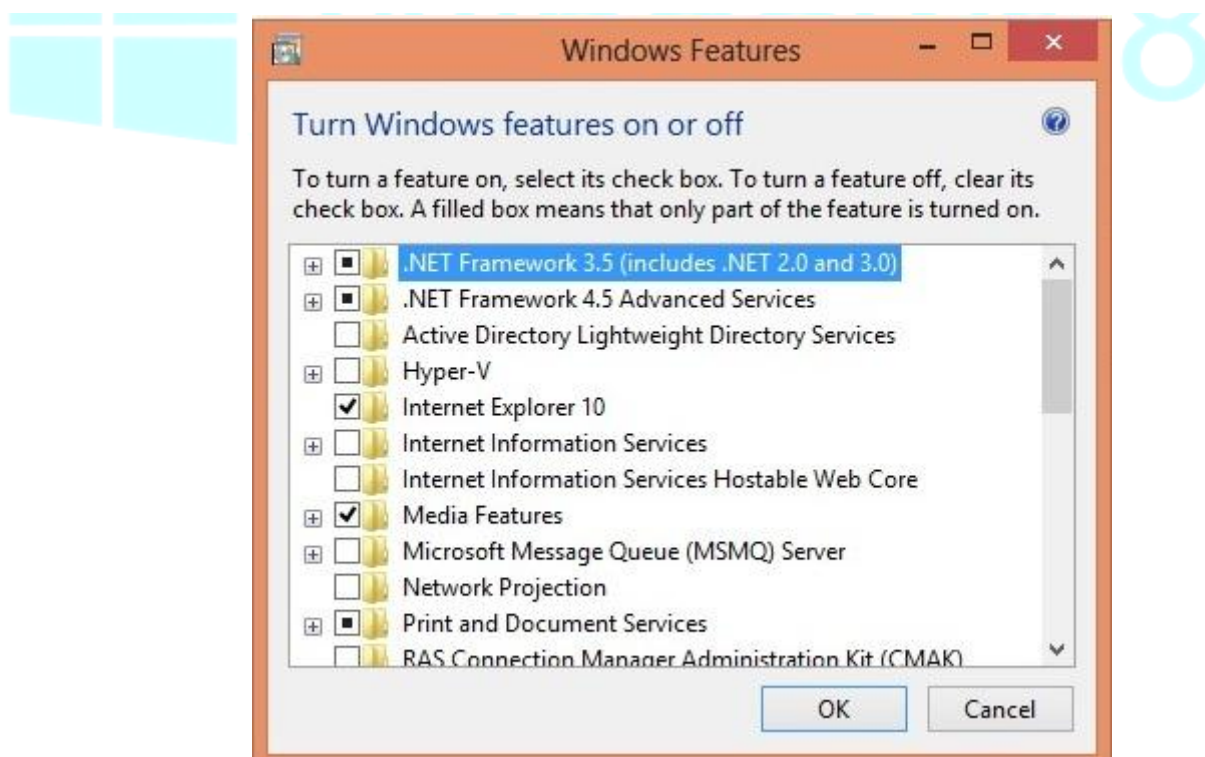 Windows Features
Turn Windows features on or off
To turn a feature on, select its check box. To turn a feature off, clear its
check box. A filled box means that only part of the feature is turned on.
.NET Framework 3.5 (includes .NET 2.0 and 3.0)
.NET Framework 4.5 Advanced Services
Active Directory Lightweight Directory Services
Hyper-V
Internet Explorer 10
Internet Information Services
Internet Information Services Hostable Web Core
Media Features
Microsoft Message Queue (MSMQ) Server
Network Projection
Print and Document Services
RAS Connection Manager Administration Kit (CMAK)
OK
Cancel